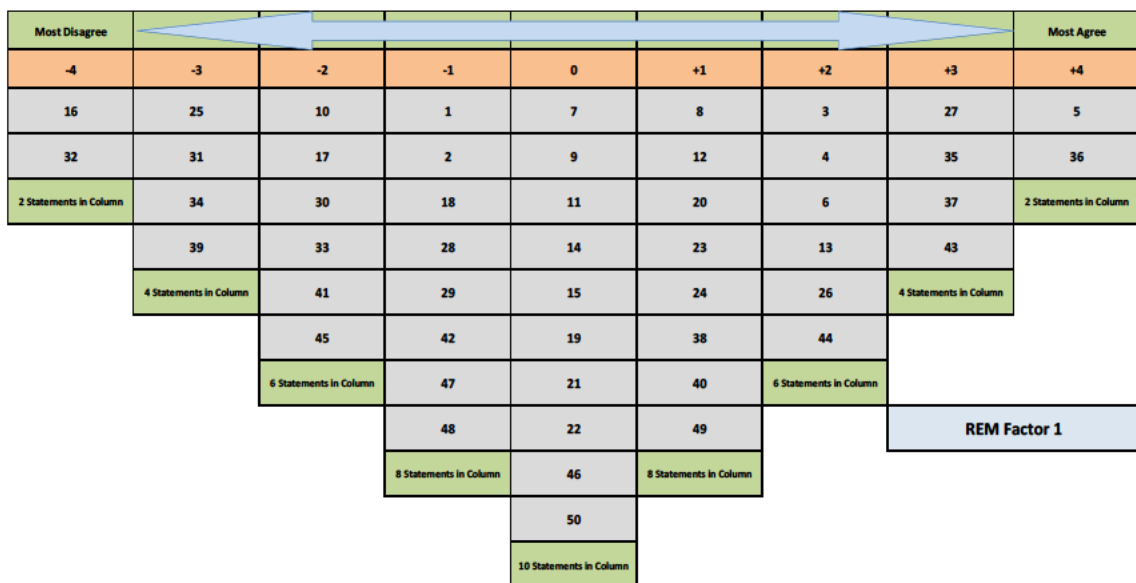 Most Disagree Most Agree
-4 -3 -2 -1 0 +1 +2 +3 +4
16 25 10 1 7 8 3 27 5
32 31 17 2 9 12 4 35 36
2 Statements in Column 34 30 18 11 20 6 37 2 Statements in Column
39 33 28 14 23 13 43
4 Statements in Column 41 29 15 24 26 4 Statements in Column
45 42 19 38 44
6 Statements in Column 47 21 40 6 Statements in Column
48 22 49 REM Factor 1
8 Statements in Column 46 8 Statements in Column
50
10 Statements in Column